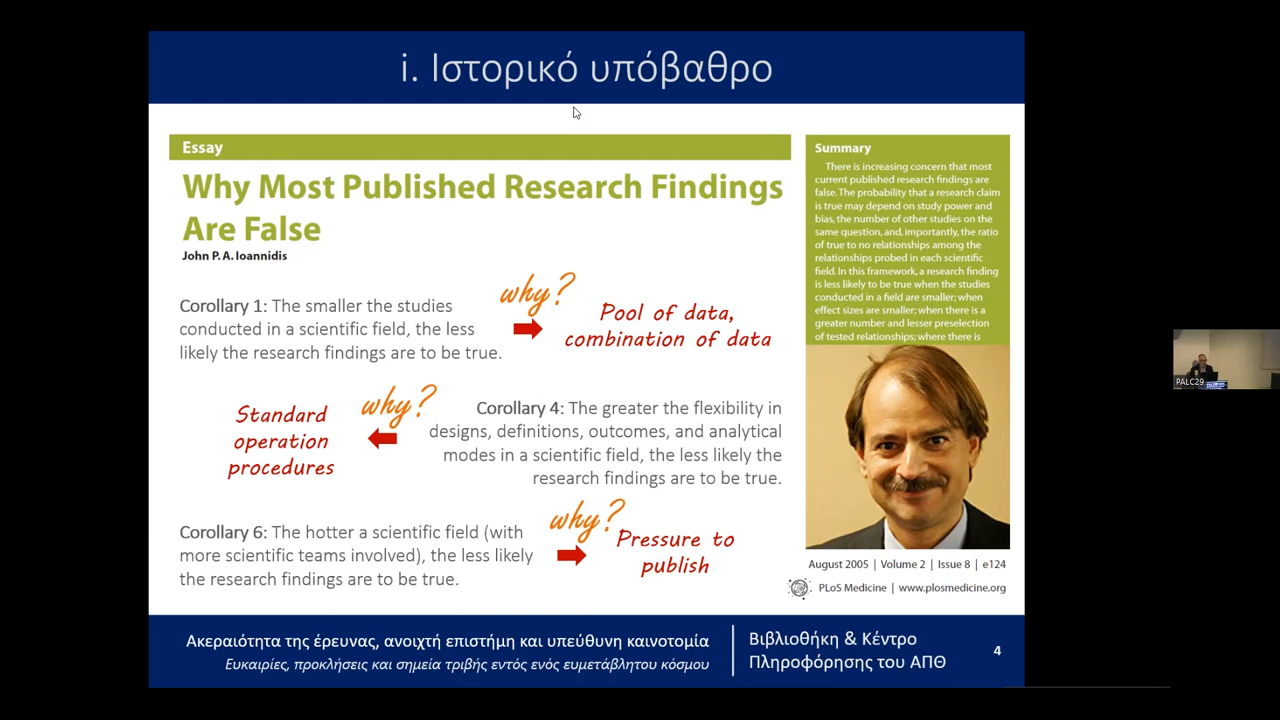 i. Ιστορικό υπόβαθρο
Essay
Why Most Published Research Findings
Are False
John P. A. Ioannidis
Corollary 1: The smaller the studies
conducted in a scientific field, the less
likely the research findings are to be true.
why?
Pool of data,
combination of data
Standard
operation
procedures
why?
Corollary 4: The greater the flexibility in
designs, definitions, outcomes, and analytical
modes in a scientific field, the less likely the
research findings are to be true.
Corollary 6: The hotter a scientific field (with
more scientific teams involved), the less likely
the research findings are to be true.
why?
Pressure to
publish
Summary
There is increasing concern that most
current published research findings are
false. The probability that a research claim
is true may depend on study power and
bias, the number of other studies on the
same question, and, importantly, the ratio
of true to no relationships among the
relationships probed in each scientific
field. In this framework, a research finding
is less likely to be true when the studies
conducted in a field are smaller; when
effect sizes are smaller; when there is a
greater number and lesser preselection
of tested relationships; where there is
August 2005 | Volume 2 | Issue 8 | e124
PLoS Medicine | www.plosmedicine.org
Ακεραιότητα της έρευνας, ανοιχτή επιστήμη και υπεύθυνη καινοτομία
Ευκαιρίες, προκλήσεις και σημεία τριβής εντός ενός ευμετάβλητου κόσμου
Βιβλιοθήκη & Κέντρο
Πληροφόρησης του ΑΠΘ
4
PALC29